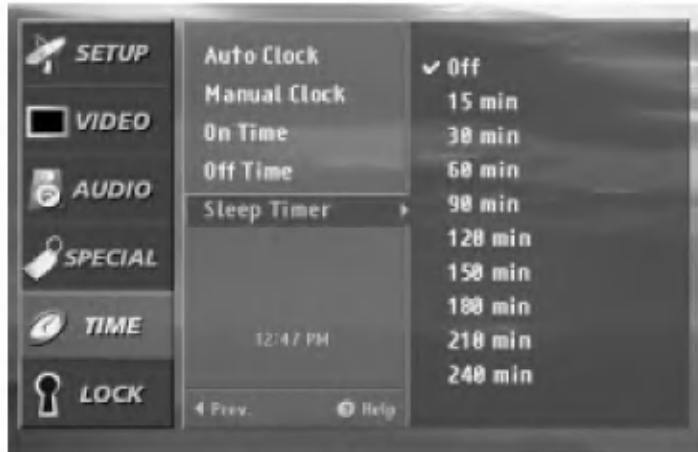 SETUP
VIDEO
AUDIO
SPECIAL
TIME
LOCK
Auto Clock
Manual Clock
On Time
Off Time
Sleep Timer
12:47 PM
Prev.
Help
Off
15 min
30 min
60 min
90 min
120 min
150 min
180 min
210 min
240 min